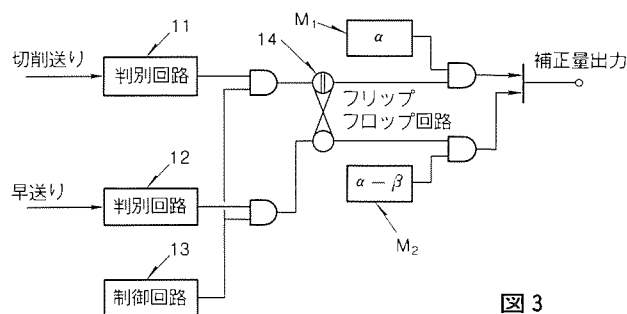 切削送り
11
判別回路
14
M₁
α
補正量出力
フリップ
フロップ回路
早送り
12
判別回路
α − β
M₂
13
制御回路
図 3